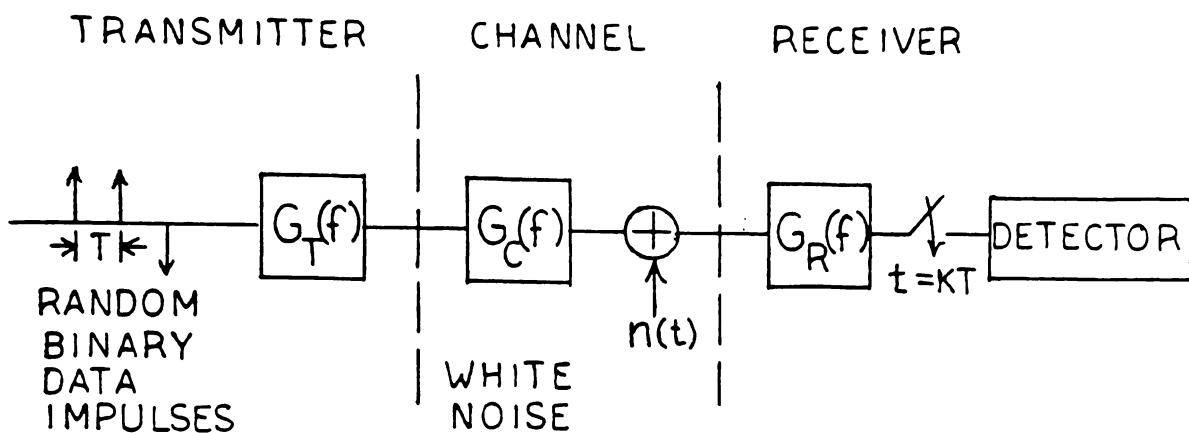 TRANSMITTER
CHANNEL
RECEIVER
G_T(f)
G_C(f)
G_R(f)
DETECTOR
T
t=KT
n(t)
RANDOM
BINARY
DATA
IMPULSES
WHITE
NOISE